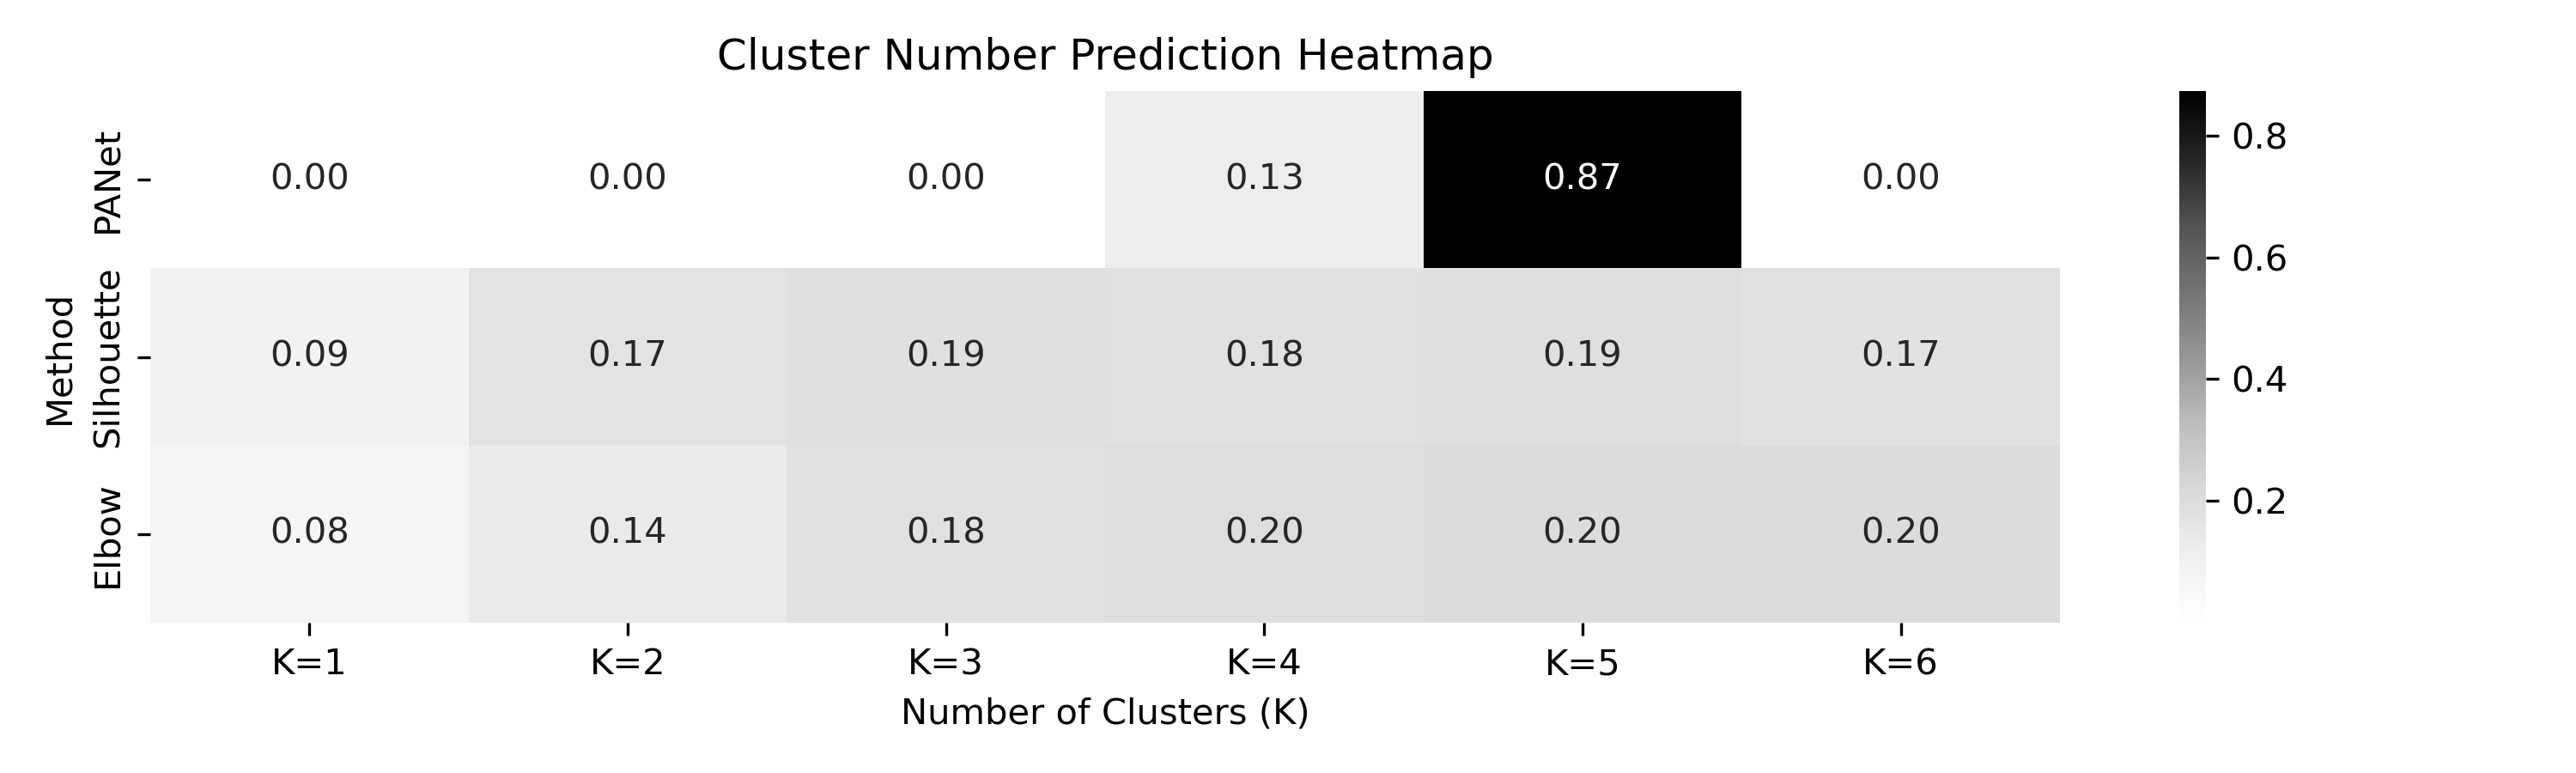 Cluster Number Prediction Heatmap
PANet
0.00 0.00 0.00 0.13 0.87 0.00
Method
Silhouette
0.09 0.17 0.19 0.18 0.19 0.17
Elbow
0.08 0.14 0.18 0.20 0.20 0.20
K=1 K=2 K=3 K=4 K=5 K=6
Number of Clusters (K)
0.8
0.6
0.4
0.2